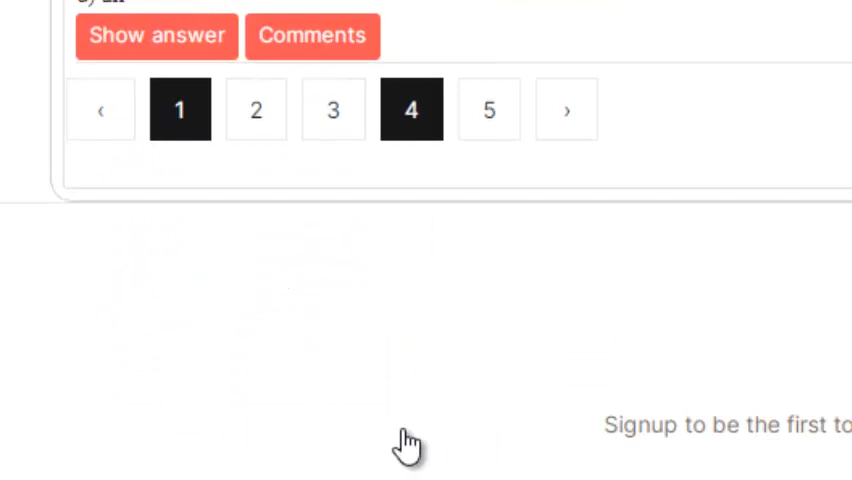 Show answer Comments
‹ 1 2 3 4 5 ›
Signup to be the first to